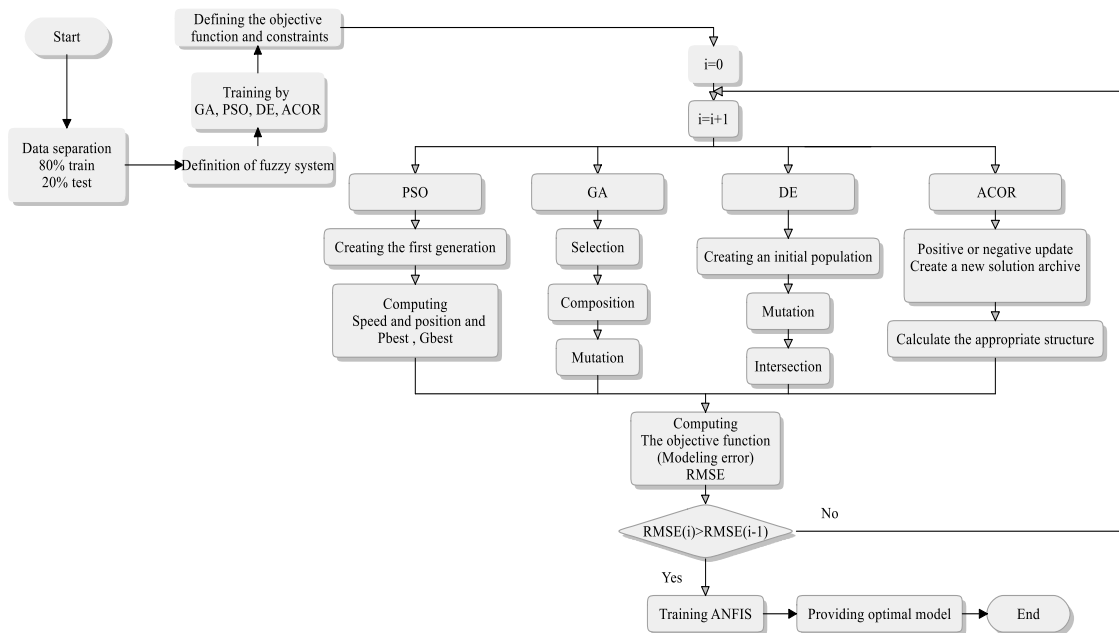 Start
Data separation
80% train
20% test
Definition of fuzzy system
Training by
GA, PSO, DE, ACOR
Defining the objective
function and constraints
i=0
i=i+1
PSO
Creating the first generation
Computing
Speed and position and
Pbest , Gbest
GA
Selection
Composition
Mutation
DE
Creating an initial population
Mutation
Intersection
ACOR
Positive or negative update
Create a new solution archive
Calculate the appropriate structure
Computing
The objective function
(Modeling error)
RMSE
RMSE(i)>RMSE(i-1)
No
Yes
Training ANFIS
Providing optimal model
End